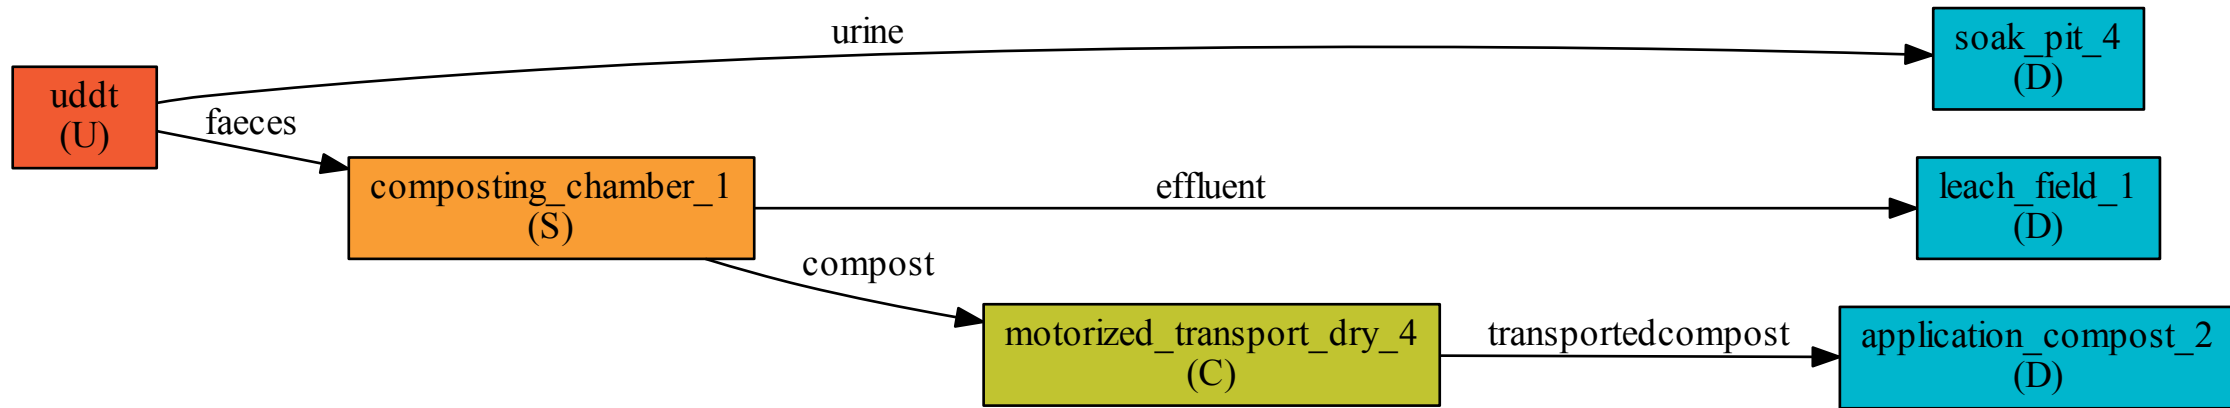 urine
soak_pit_4
(D)
uddt
(U)
faeces
composting_chamber_1
(S)
effluent
leach_field_1
(D)
compost
motorized_transport_dry_4
(C)
transportedcompost
application_compost_2
(D)